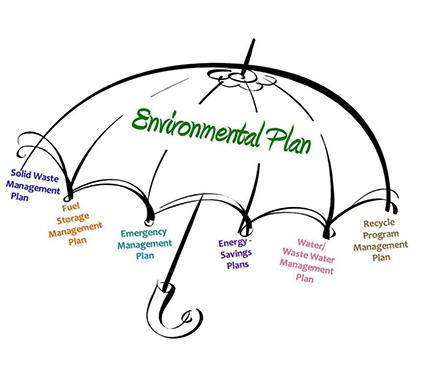 Environmental Plan
Solid Waste
Management
Plan
Fuel
Storage
Management
Plan
Emergency
Management
Plan
Energy -
Savings
Plans
Water/
Waste Water
Management
Plan
Recycle
Program
Management
Plan